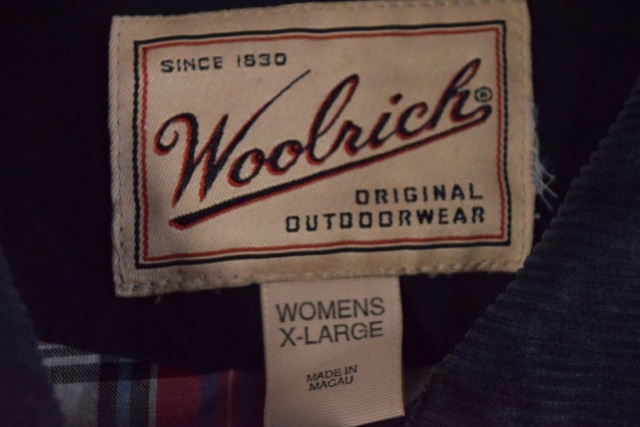 SINCE 1830
Woolrich®
ORIGINAL
OUTDOORWEAR
WOMENS
X-LARGE
MADE IN
MACAU